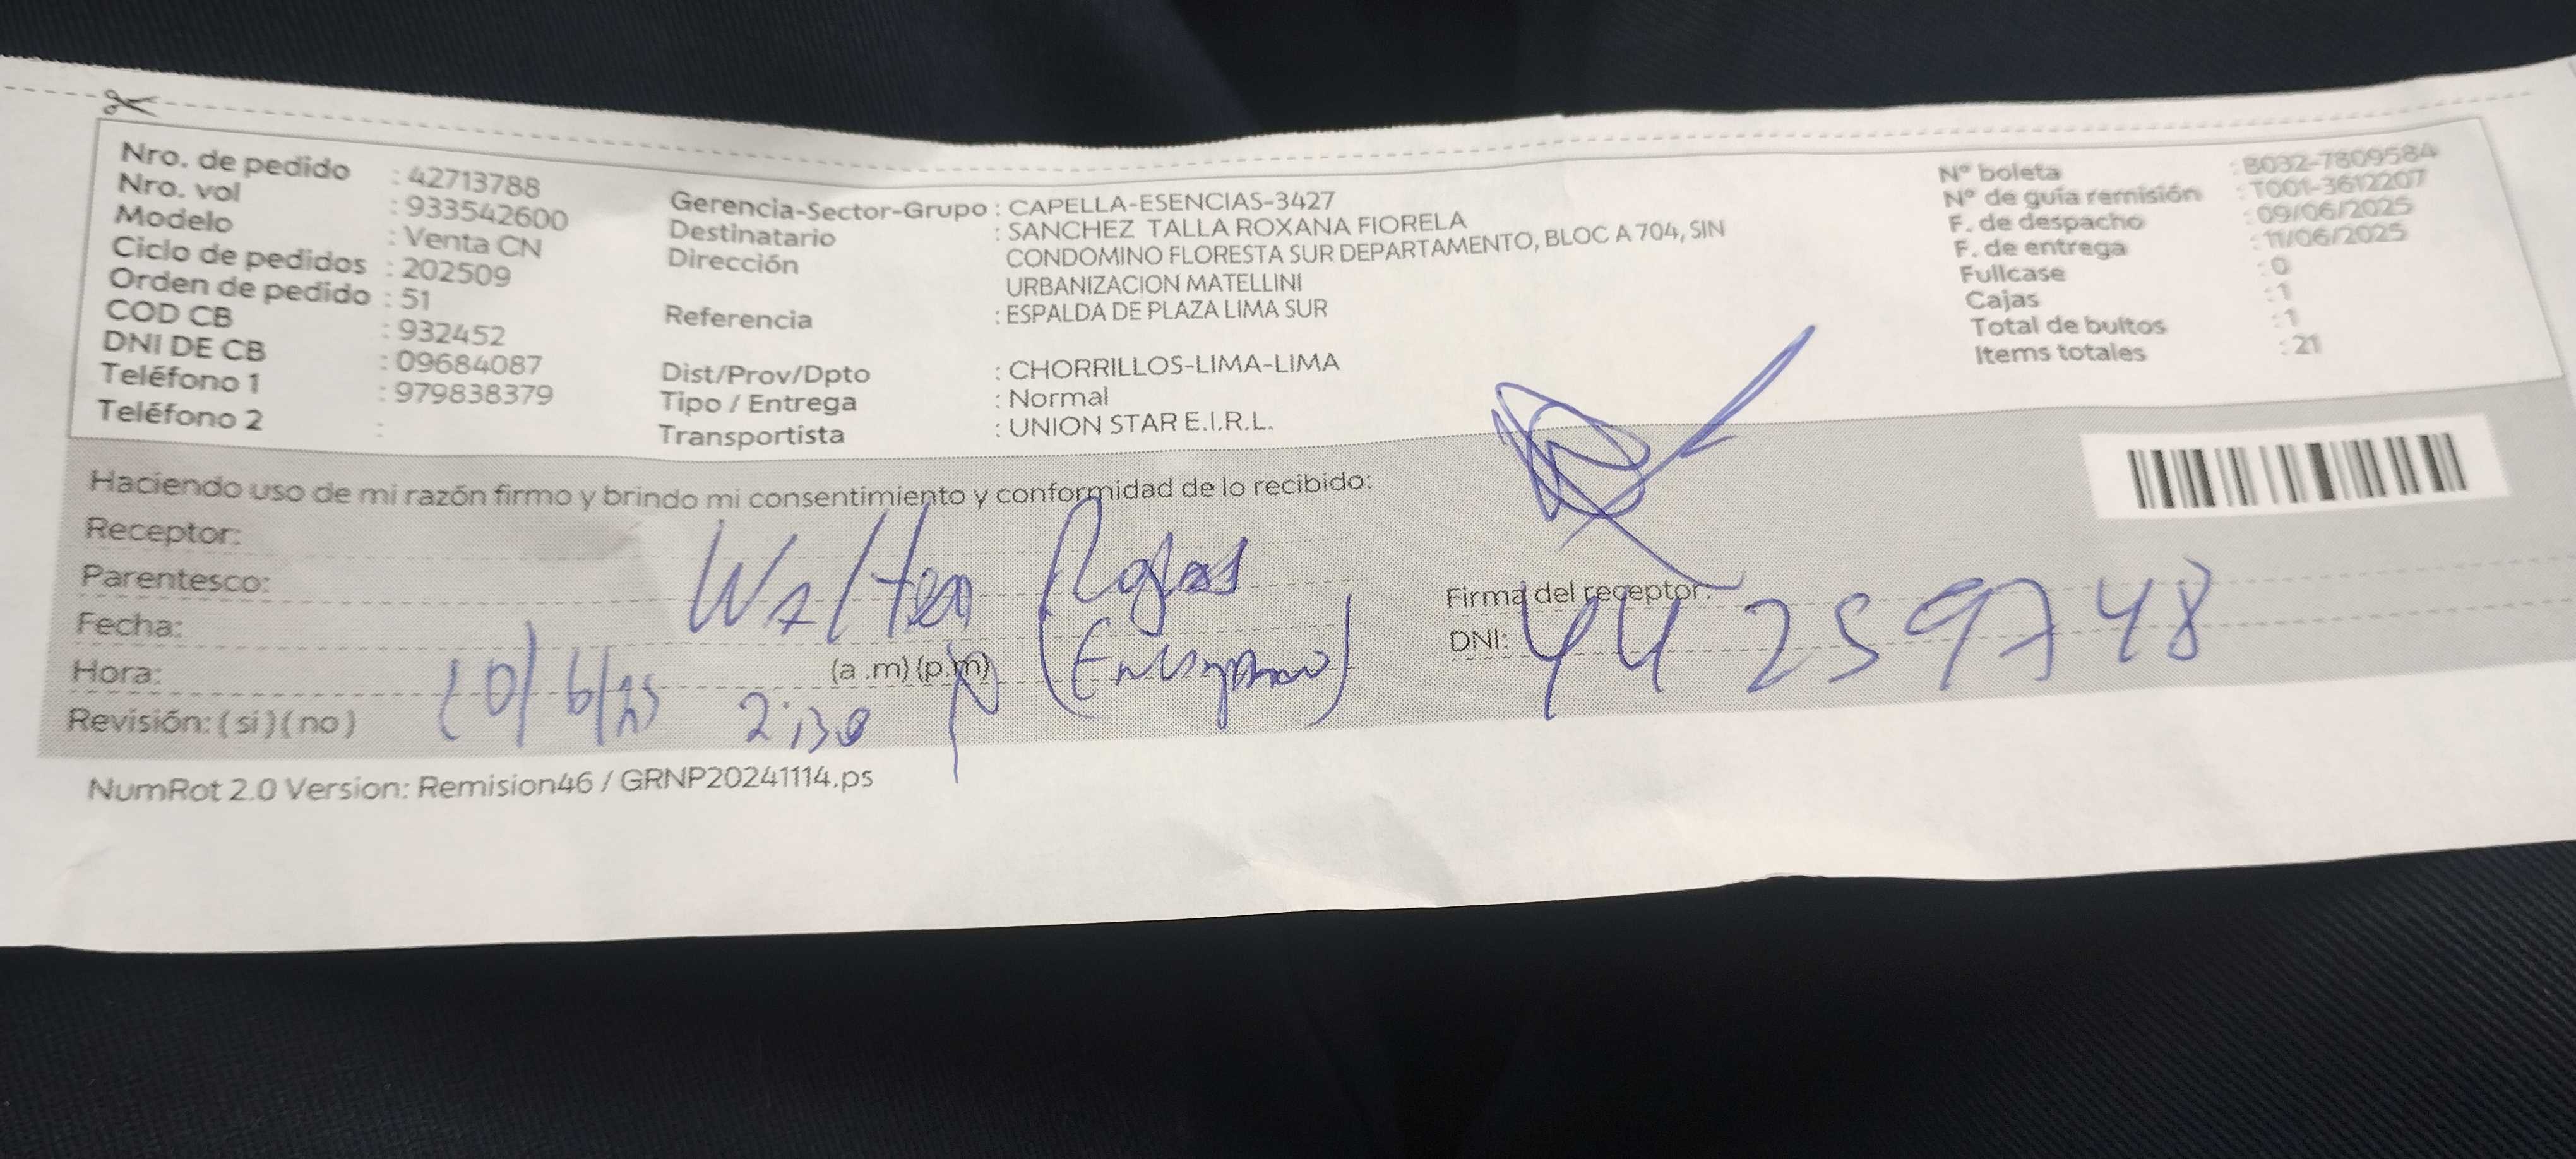 Nro. de pedido : 42713788
Nro. vol : 933542600
Modelo : Venta CN
Ciclo de pedidos : 202509
Orden de pedido : 51
COD CB : 932452
DNI DE CB : 09684087
Teléfono 1 : 979838379
Teléfono 2 :
Gerencia-Sector-Grupo : CAPELLA-ESENCIAS-3427
Destinatario : SANCHEZ TALLA ROXANA FIORELA
Dirección : CONDOMINO FLORESTA SUR DEPARTAMENTO, BLOC A 704, SIN
URBANIZACION MATELLINI
Referencia : ESPALDA DE PLAZA LIMA SUR
Dist/Prov/Dpto : CHORRILLOS-LIMA-LIMA
Tipo / Entrega : Normal
Transportista : UNION STAR E.I.R.L.
N° boleta : B032-7809584
N° de guía remisión : T001-3612207
F. de despacho : 09/06/2025
F. de entrega : 11/06/2025
Fullcase : 0
Cajas : 1
Total de bultos : 1
Items totales : 21
Haciendo uso de mi razón firmo y brindo mi consentimiento y conformidad de lo recibido:
Receptor:
Walter Rojas
Parentesco:
Fecha:
10/6/25
Hora: (a.m) (p.m)
2:30 p
Revisión: (si) (no)
Firma del receptor:
DNI: 44259748
NumRot 2.0 Version: Remision46 / GRNP20241114.ps